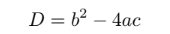 D = b² − 4ac